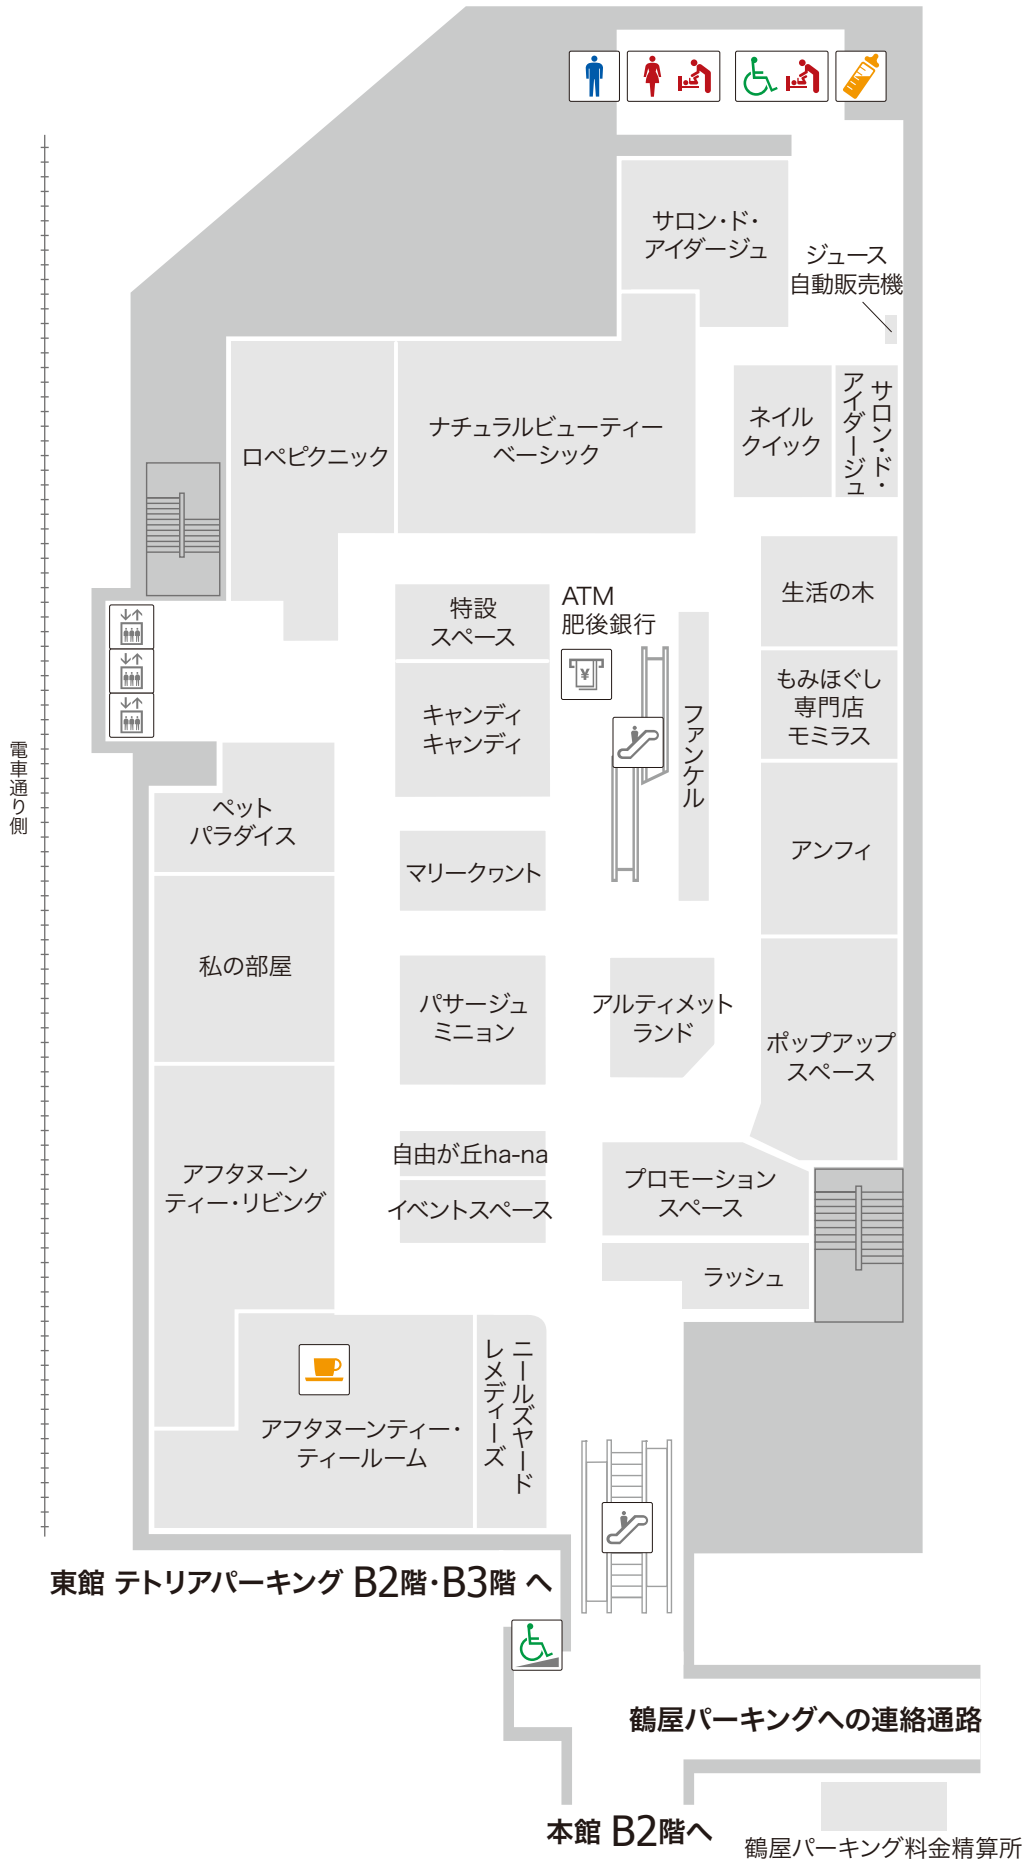 サロン・ド・
アイダージュ
ジュース
自動販売機
ロペピクニック
ナチュラルビューティー
ベーシック
ネイル
クイック
サロン・ド・
アイダージュ
特設
スペース
ATM
肥後銀行
¥
生活の木
キャンディ
キャンディ
ファンケル
もみほぐし
専門店
モミラス
電車通り側
ペット
パラダイス
マリークヮント
アンフィ
私の部屋
パサージュ
ミニョン
アルティメット
ランド
ポップアップ
スペース
アフタヌーン
ティー・リビング
自由が丘ha-na
イベントスペース
プロモーション
スペース
ラッシュ
アフタヌーンティー・
ティールーム
ニールズヤード
レメディーズ
東館 テトリアパーキング B2階・B3階 へ
鶴屋パーキングへの連絡通路
本館 B2階へ
鶴屋パーキング料金精算所